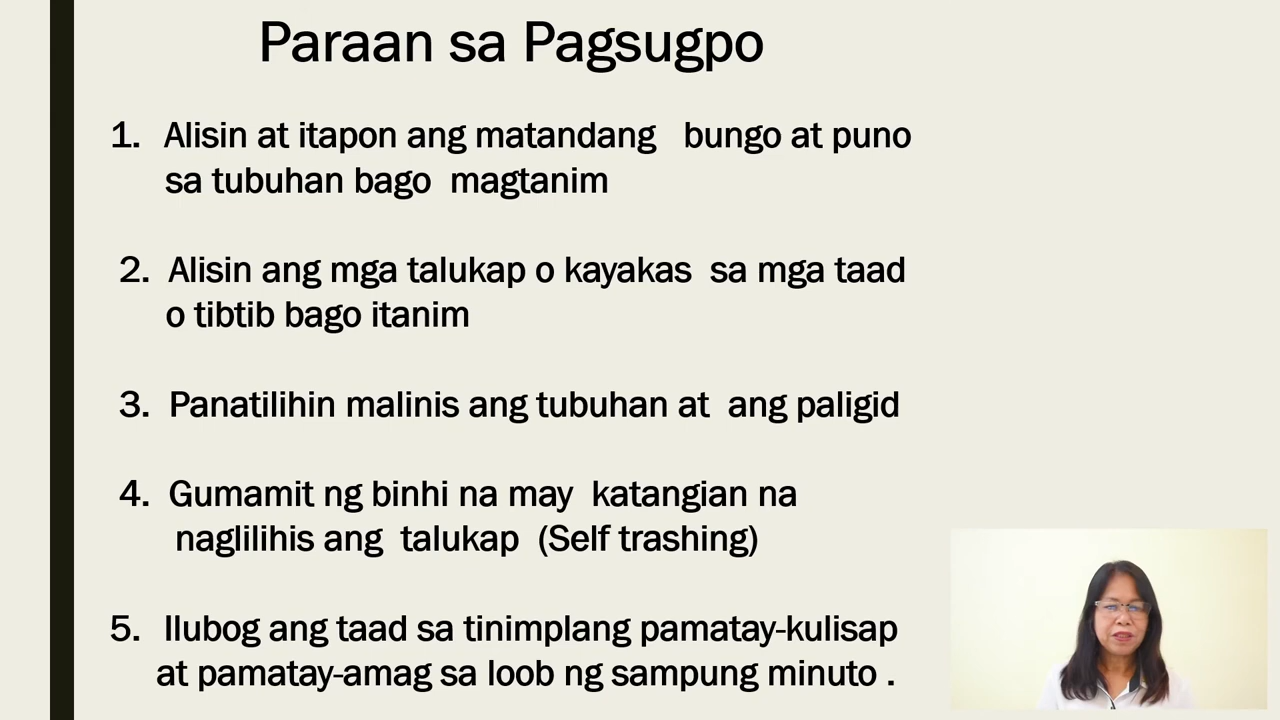 Paraan sa Pagsugpo
1. Alisin at itapon ang matandang bungo at puno
sa tubuhan bago magtanim
2. Alisin ang mga talukap o kayakas sa mga taad
o tibtib bago itanim
3. Panatilihin malinis ang tubuhan at ang paligid
4. Gumamit ng binhi na may katangian na
naglilihis ang talukap (Self trashing)
5. Ilubog ang taad sa tinimplang pamatay-kulisap
at pamatay-amag sa loob ng sampung minuto .